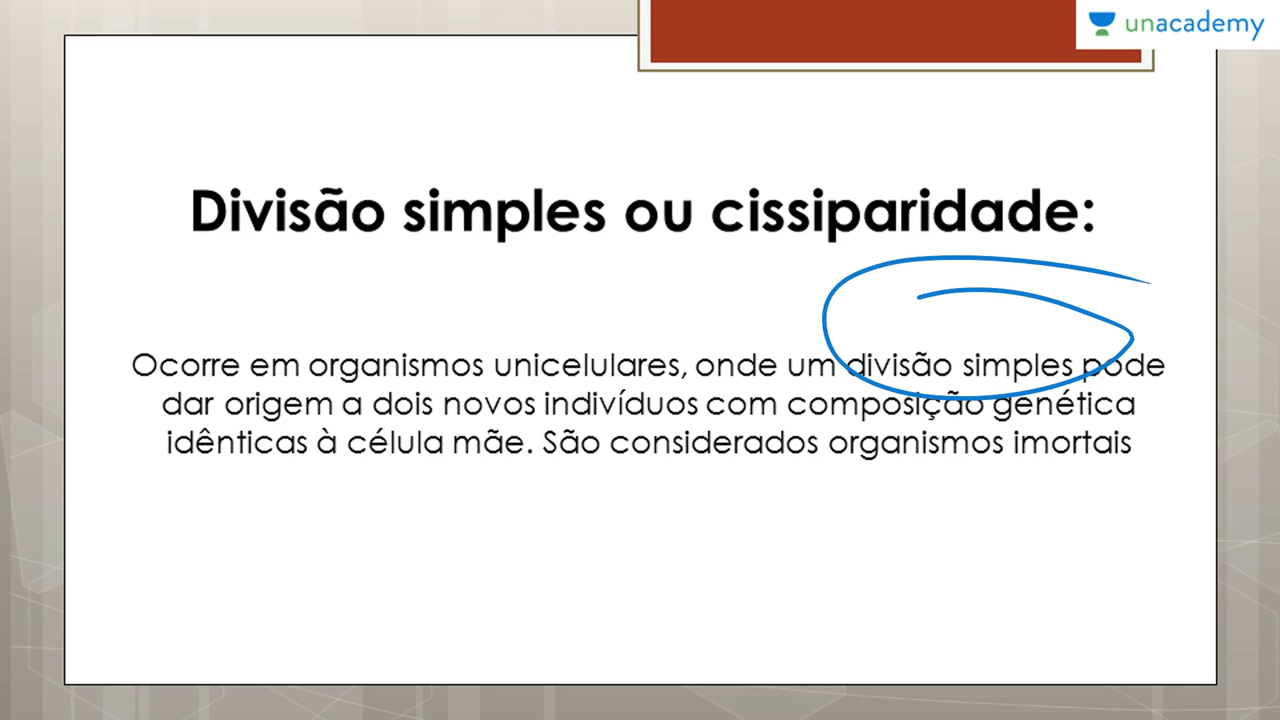 unacademy
Divisão simples ou cissiparidade:
Ocorre em organismos unicelulares, onde um divisão simples pode
dar origem a dois novos indivíduos com composição genética
idênticas à célula mãe. São considerados organismos imortais